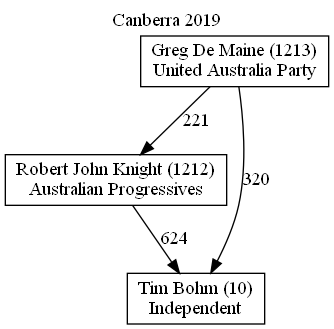 Canberra 2019
Greg De Maine (1213)
United Australia Party
221
320
Robert John Knight (1212)
Australian Progressives
624
Tim Bohm (10)
Independent